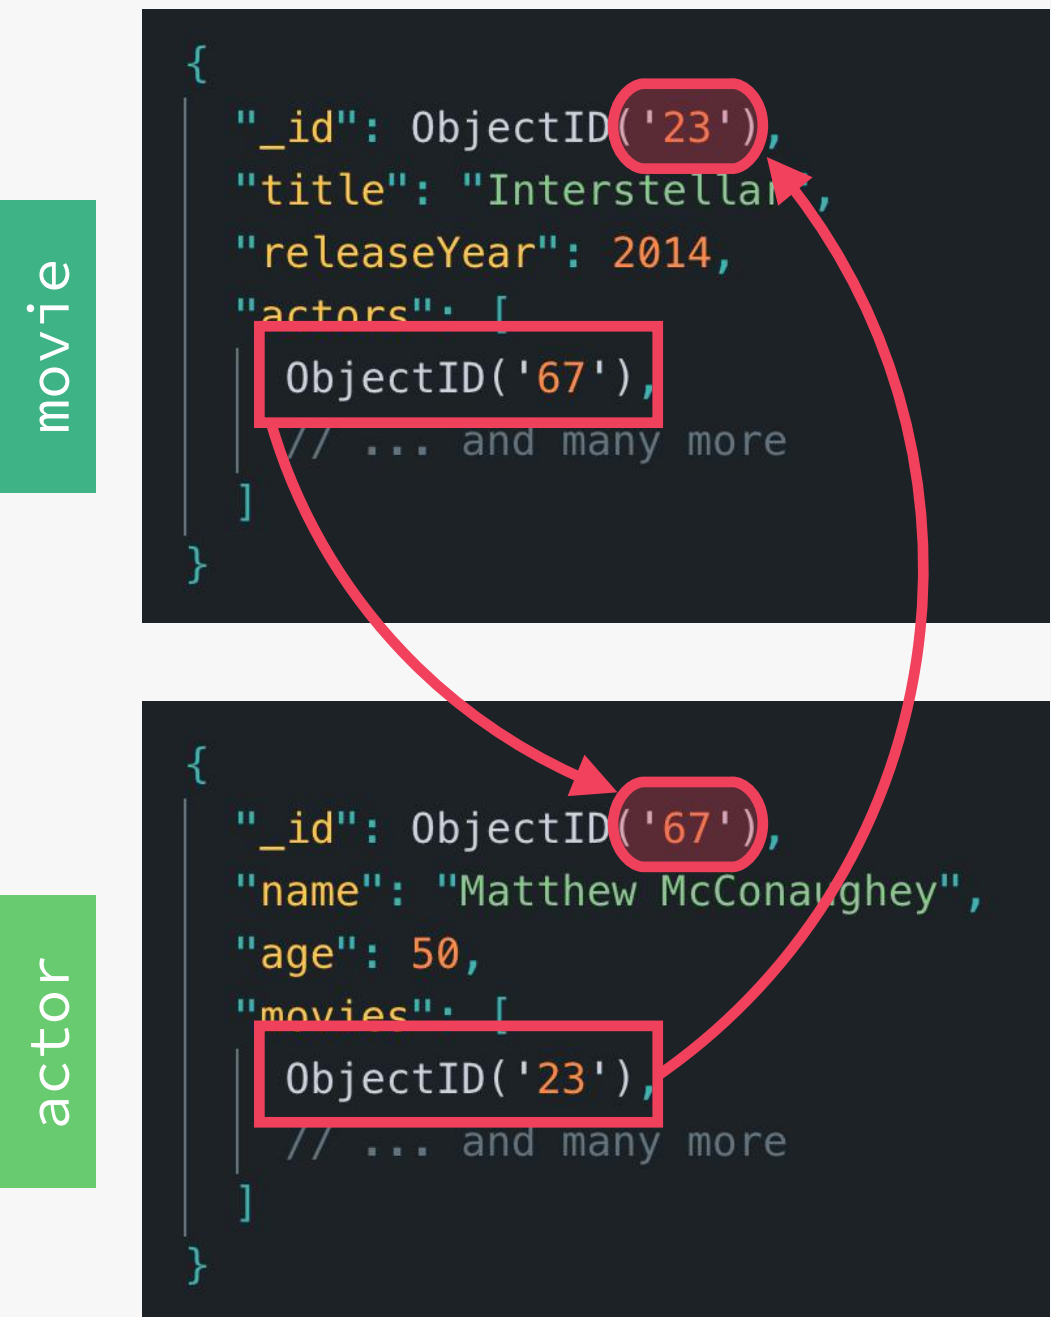 movie
{
"_id": ObjectID('23'),
"title": "Interstellar",
"releaseYear": 2014,
"actors": [
ObjectID('67'),
// ... and many more
]
}
actor
{
"_id": ObjectID('67'),
"name": "Matthew McConaughey",
"age": 50,
"movies": [
ObjectID('23'),
// ... and many more
]
}